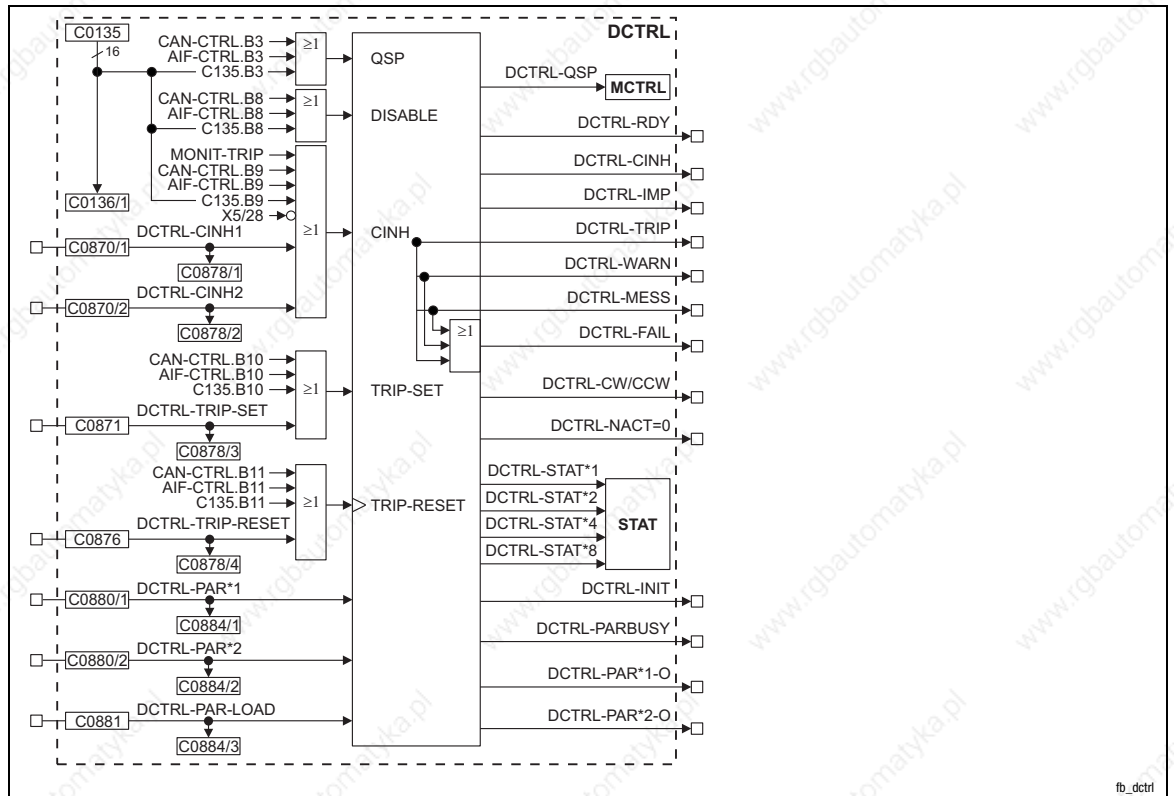 C0135
16
CAN-CTRL.B3
AIF-CTRL.B3
C135.B3
≥1
QSP
CAN-CTRL.B8
AIF-CTRL.B8
C135.B8
≥1
DISABLE
MONIT-TRIP
CAN-CTRL.B9
AIF-CTRL.B9
C135.B9
X5/28
≥1
CINH
C0136/1
DCTRL-CINH1
C0870/1
C0878/1
DCTRL-CINH2
C0870/2
C0878/2
CAN-CTRL.B10
AIF-CTRL.B10
C135.B10
≥1
TRIP-SET
DCTRL-TRIP-SET
C0871
C0878/3
CAN-CTRL.B11
AIF-CTRL.B11
C135.B11
≥1
TRIP-RESET
DCTRL-TRIP-RESET
C0876
C0878/4
DCTRL-PAR*1
C0880/1
C0884/1
DCTRL-PAR*2
C0880/2
C0884/2
DCTRL-PAR-LOAD
C0881
C0884/3
DCTRL
DCTRL-QSP
MCTRL
DCTRL-RDY
DCTRL-CINH
DCTRL-IMP
DCTRL-TRIP
DCTRL-WARN
DCTRL-MESS
≥1
DCTRL-FAIL
DCTRL-CW/CCW
DCTRL-NACT=0
DCTRL-STAT*1
DCTRL-STAT*2
DCTRL-STAT*4
DCTRL-STAT*8
STAT
DCTRL-INIT
DCTRL-PARBUSY
DCTRL-PAR*1-O
DCTRL-PAR*2-O
fb_dctrl
www.rgbautomatyka.pl